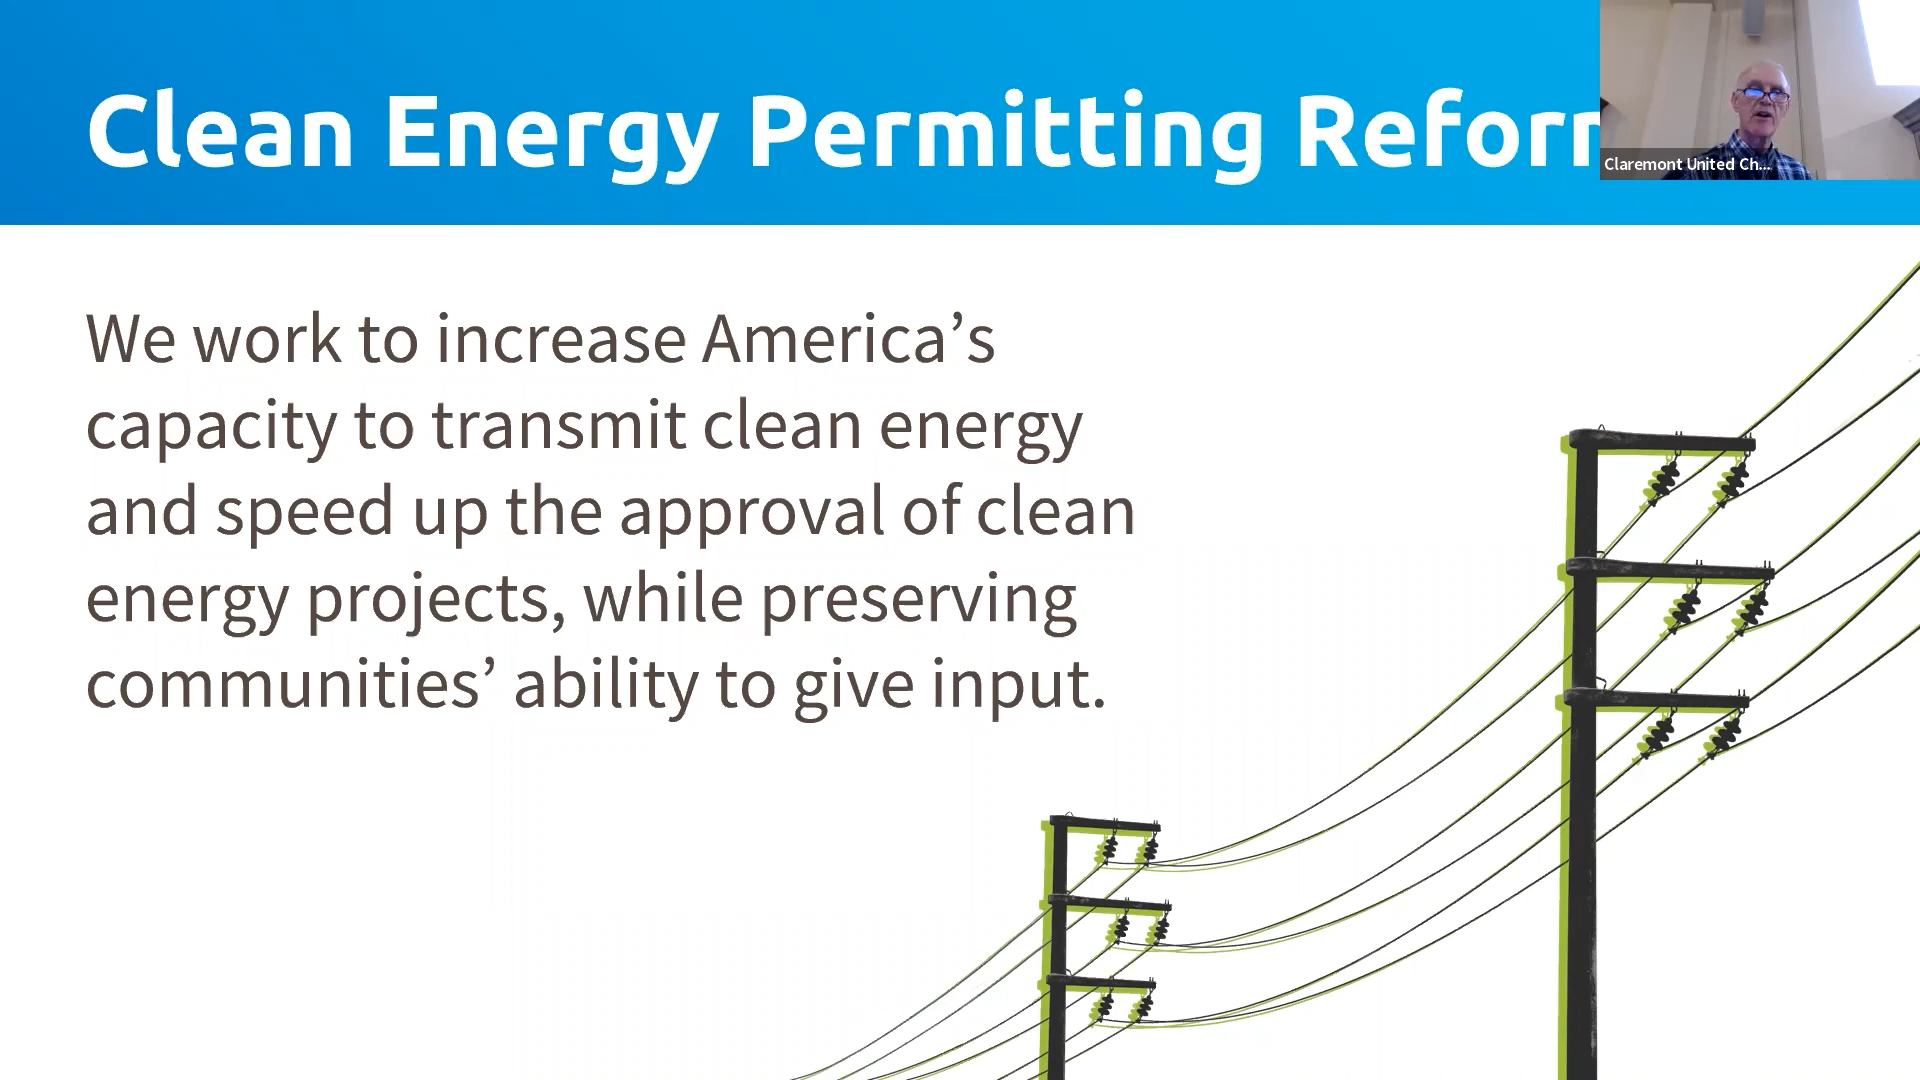 Clean Energy Permitting Refor
Claremont United Ch...
We work to increase America’s
capacity to transmit clean energy
and speed up the approval of clean
energy projects, while preserving
communities’ ability to give input.